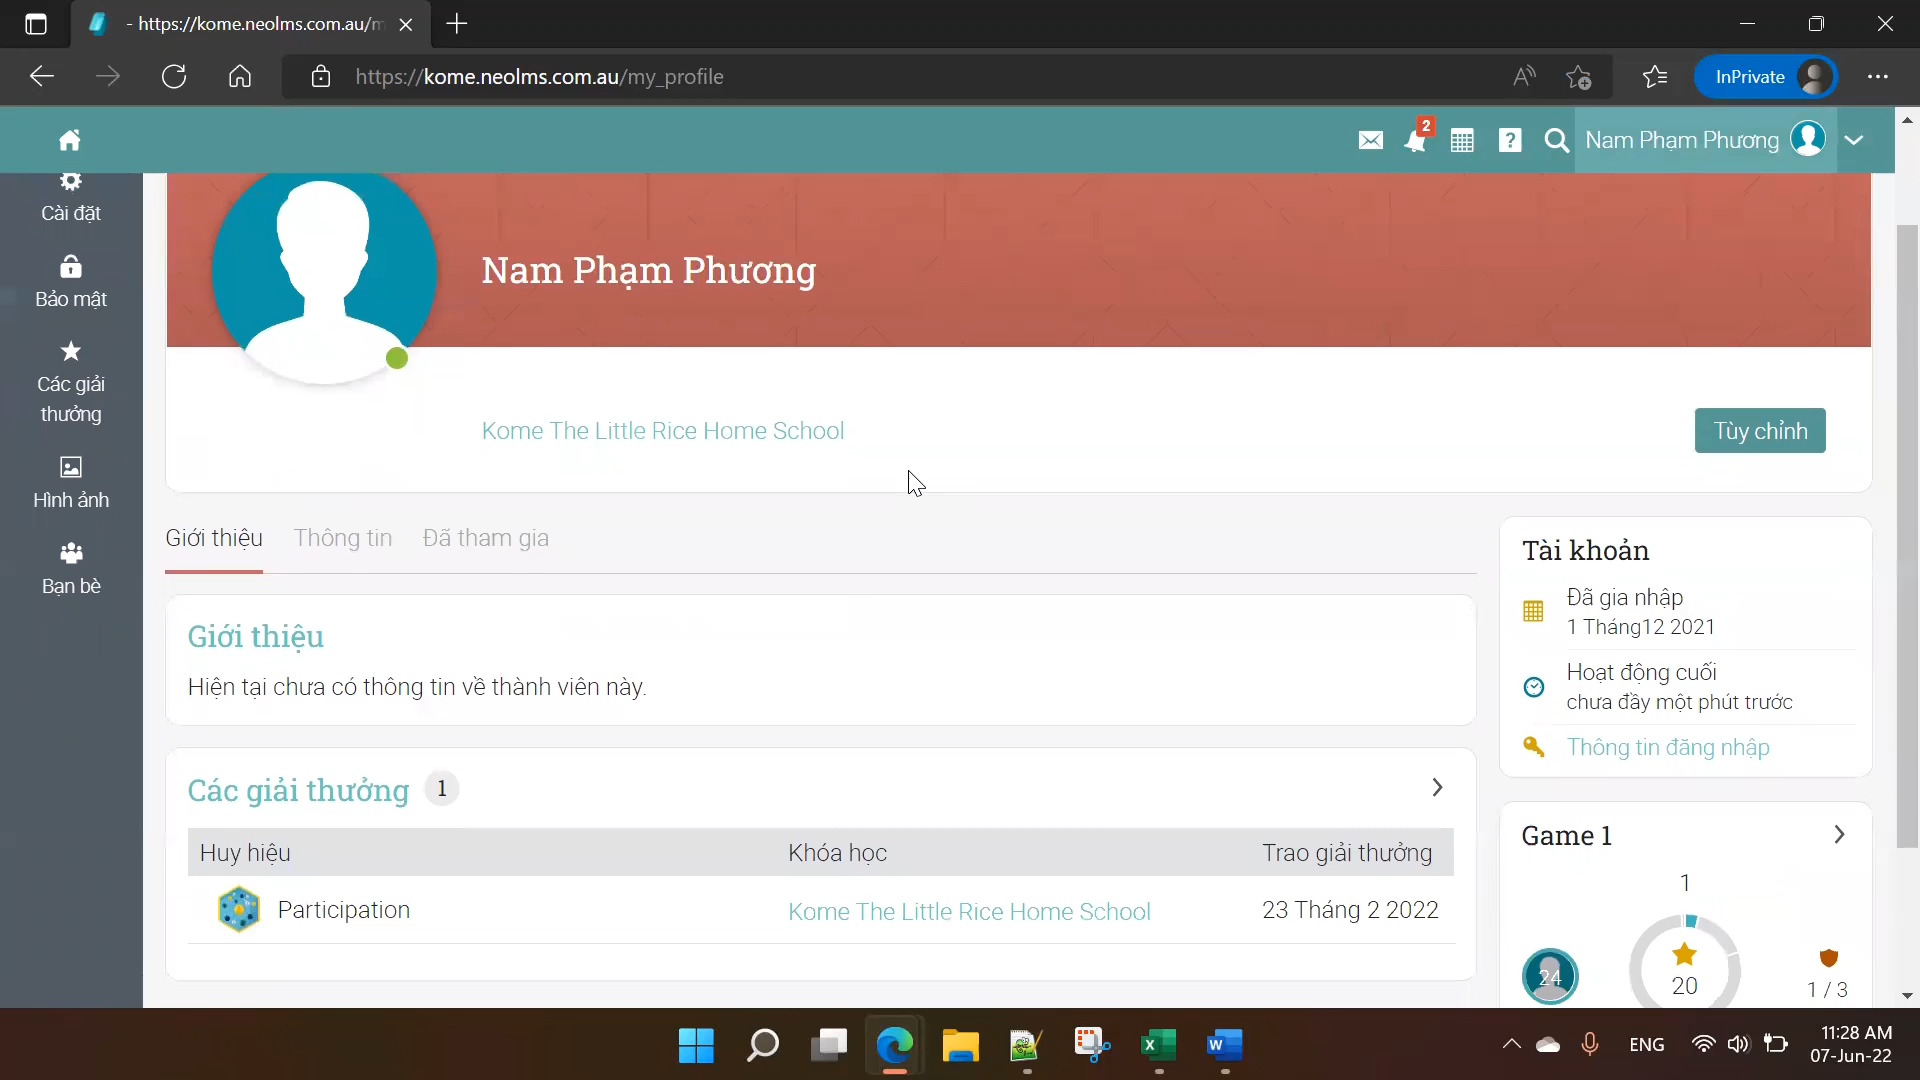 - https://kome.neolms.com.au/m
https://kome.neolms.com.au/my_profile
InPrivate
2
Nam Phạm Phương
Cài đặt
Bảo mật
Các giải
thưởng
Hình ảnh
Bạn bè
Nam Phạm Phương
Kome The Little Rice Home School
Tùy chỉnh
Giới thiệu
Thông tin
Đã tham gia
Giới thiệu
Hiện tại chưa có thông tin về thành viên này.
Các giải thưởng 1
Huy hiệu Khóa học Trao giải thưởng
Participation Kome The Little Rice Home School 23 Tháng 2 2022
Tài khoản
Đã gia nhập
1 Tháng12 2021
Hoạt động cuối
chưa đầy một phút trước
Thông tin đăng nhập
Game 1
1
24
20
1 / 3
ENG
11:28 AM
07-Jun-22